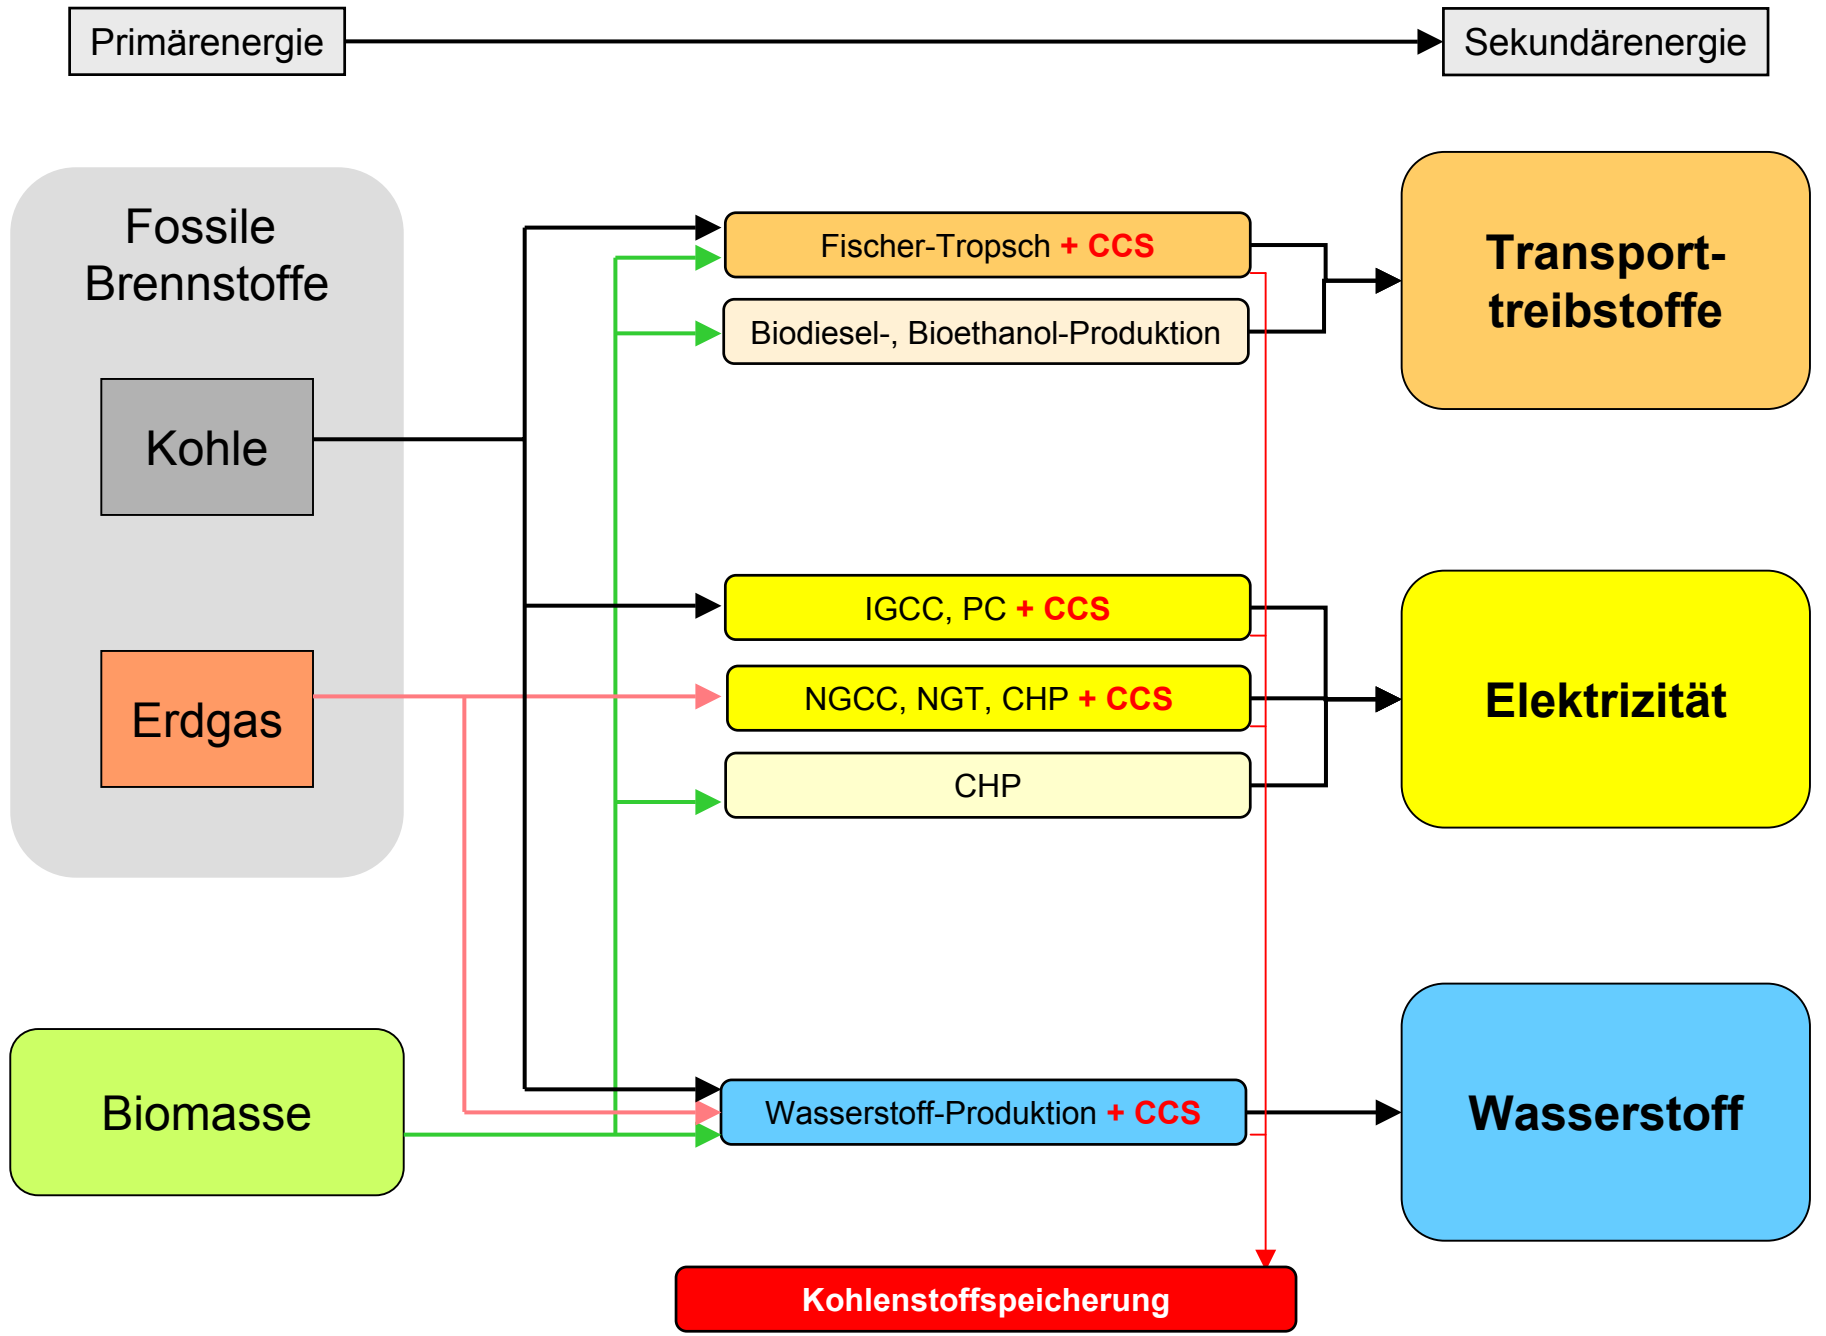 Primärenergie
Sekundärenergie
Fossile
Brennstoffe
Kohle
Erdgas
Biomasse
Fischer-Tropsch + CCS
Biodiesel-, Bioethanol-Produktion
IGCC, PC + CCS
NGCC, NGT, CHP + CCS
CHP
Wasserstoff-Produktion + CCS
Kohlenstoffspeicherung
Transport-
treibstoffe
Elektrizität
Wasserstoff